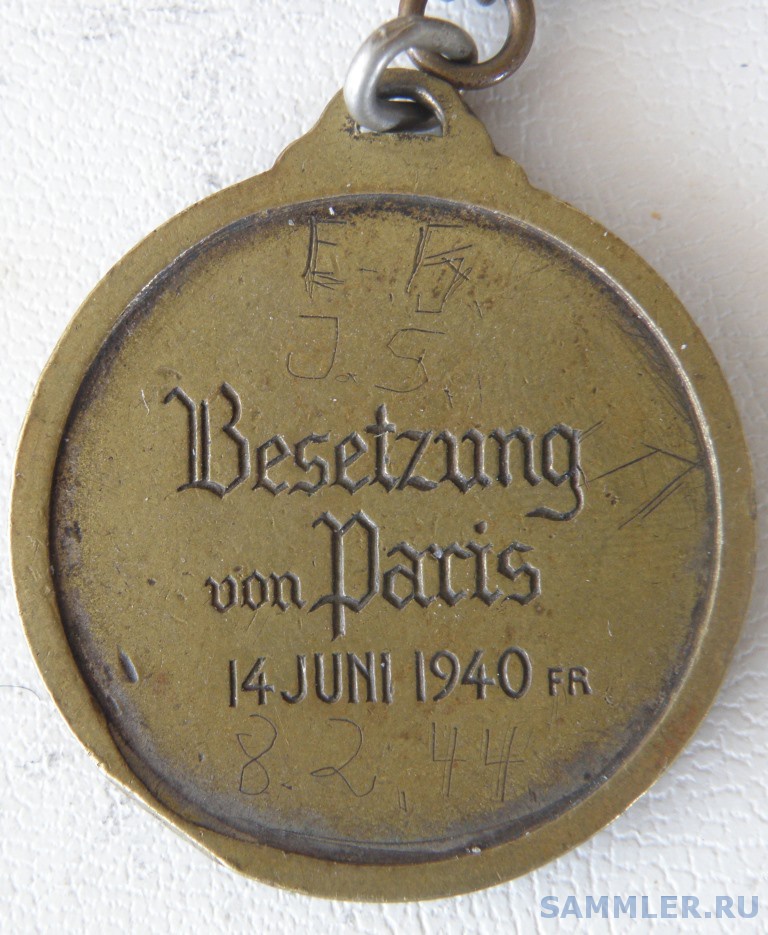 E. F.
J. S.
Besetzung
von Paris
14 JUNI 1940 FR
8.2.44.
SAMMLER.RU